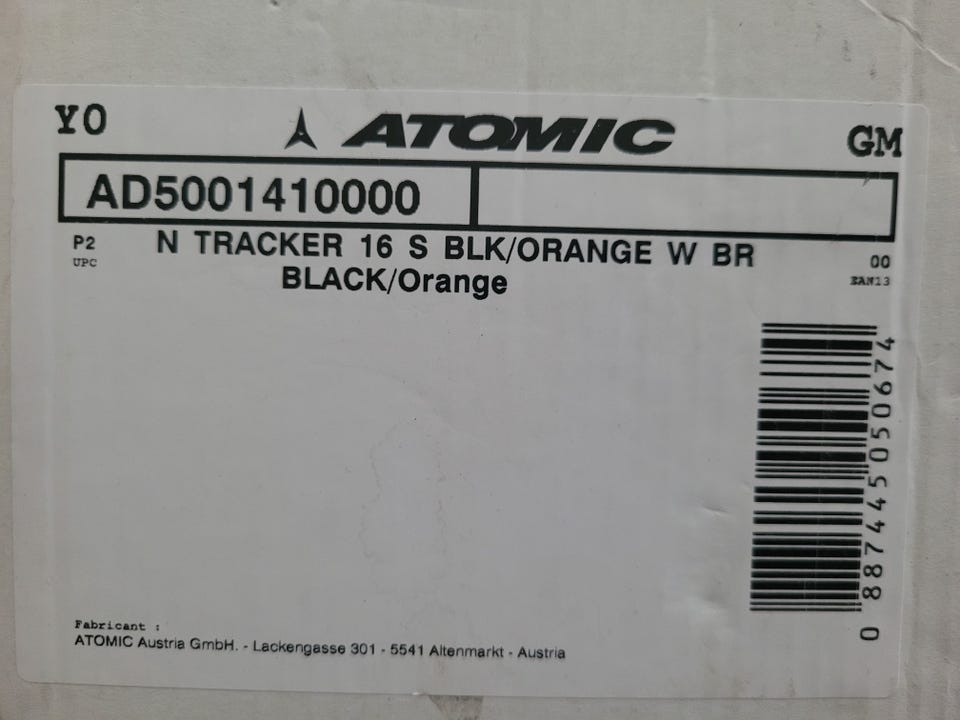 YO
ATOMIC
GM
AD5001410000
P2
N TRACKER 16 S BLK/ORANGE W BR
00
UPC
BLACK/Orange
EAN13
0 887445 050674
Fabricant :
ATOMIC Austria GmbH. - Lackengasse 301 - 5541 Altenmarkt - Austria